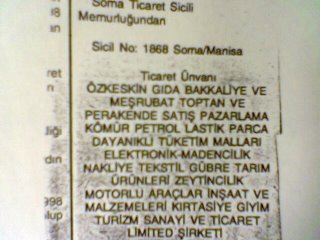 Soma Ticaret Sicili
Memurluğundan
Sicil No: 1868 Soma/Manisa
Ticaret Ünvanı
ÖZKESKİN GIDA BAKKALİYE VE
MEŞRUBAT TOPTAN VE
PERAKENDE SATIŞ PAZARLAMA
KÖMÜR PETROL LASTİK PARCA
DAYANIKLI TÜKETİM MALLARI
ELEKTRONİK-MADENCİLİK
NAKLİYE TEKSTİL GÜBRE TARIM
ÜRÜNLERİ ZEYTİNCİLİK
MOTORLU ARAÇLAR İNŞAAT VE
MALZEMELERİ KIRTASİYE GİYİM
TURİZM SANAYİ VE TİCARET
LİMİTED ŞİRKETİ